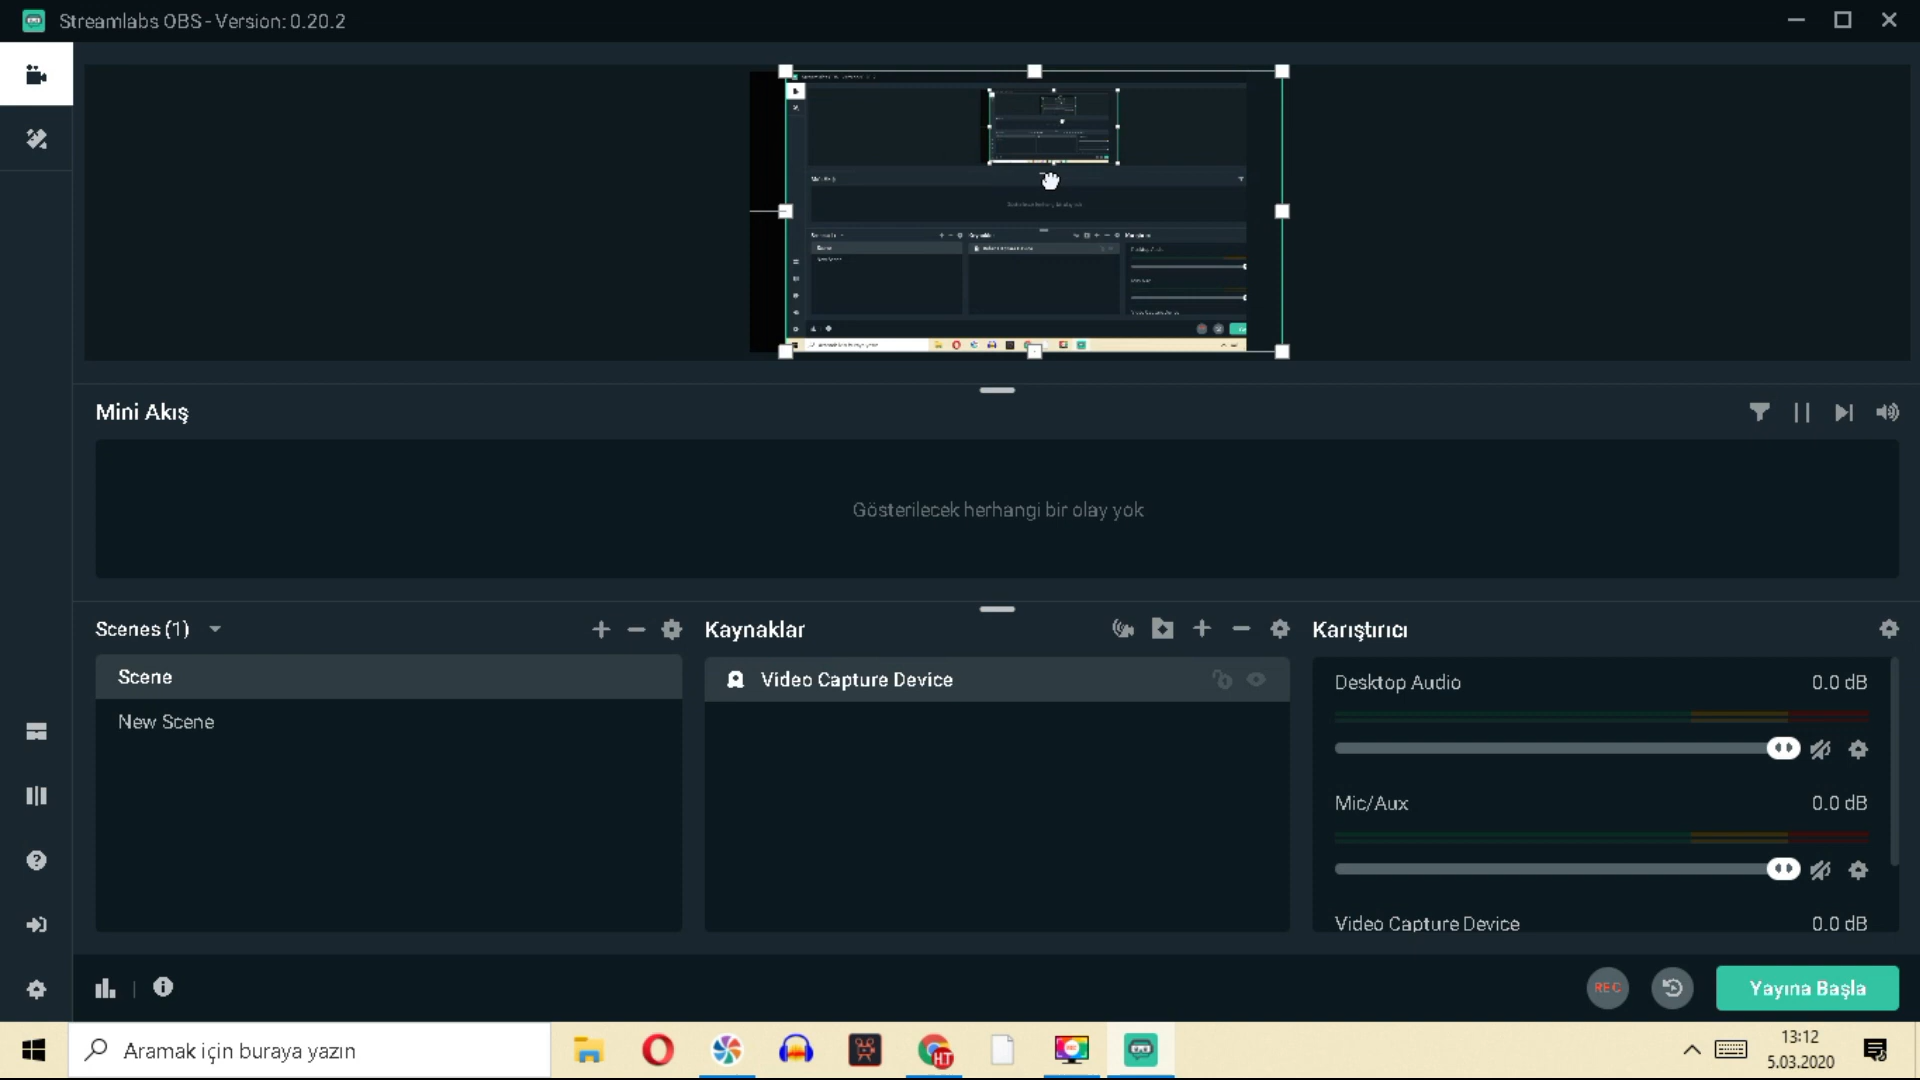 Streamlabs OBS - Version: 0.20.2
Mini Akış
Gösterilecek herhangi bir olay yok
Scenes (1)
Scene
New Scene
Kaynaklar
Video Capture Device
Karıştırıcı
Desktop Audio 0.0 dB
Mic/Aux 0.0 dB
Video Capture Device 0.0 dB
REC
Yayına Başla
Aramak için buraya yazın
HT
13:12
5.03.2020